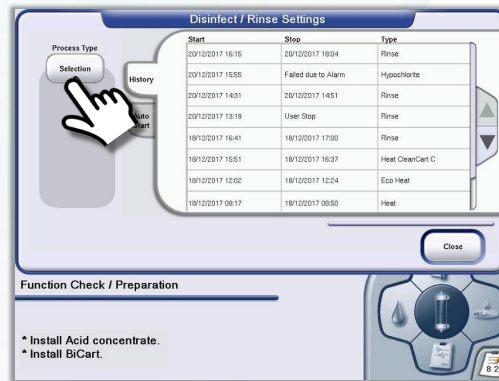 Disinfect / Rinse Settings
Process Type
Selection
History
Auto
Start
Start Stop Type
20/12/2017 16:15 20/12/2017 18:04 Rinse
20/12/2017 15:55 Failed due to Alarm Hypochlorite
20/12/2017 14:31 20/12/2017 14:51 Rinse
20/12/2017 13:19 User Stop Rinse
18/12/2017 16:41 18/12/2017 17:00 Rinse
18/12/2017 15:51 18/12/2017 16:37 Heat CleanCart C
18/12/2017 12:02 18/12/2017 12:24 Eco Heat
18/12/2017 08:17 18/12/2017 08:50 Heat
Close
Function Check / Preparation
* Install Acid concentrate.
* Install BiCart.